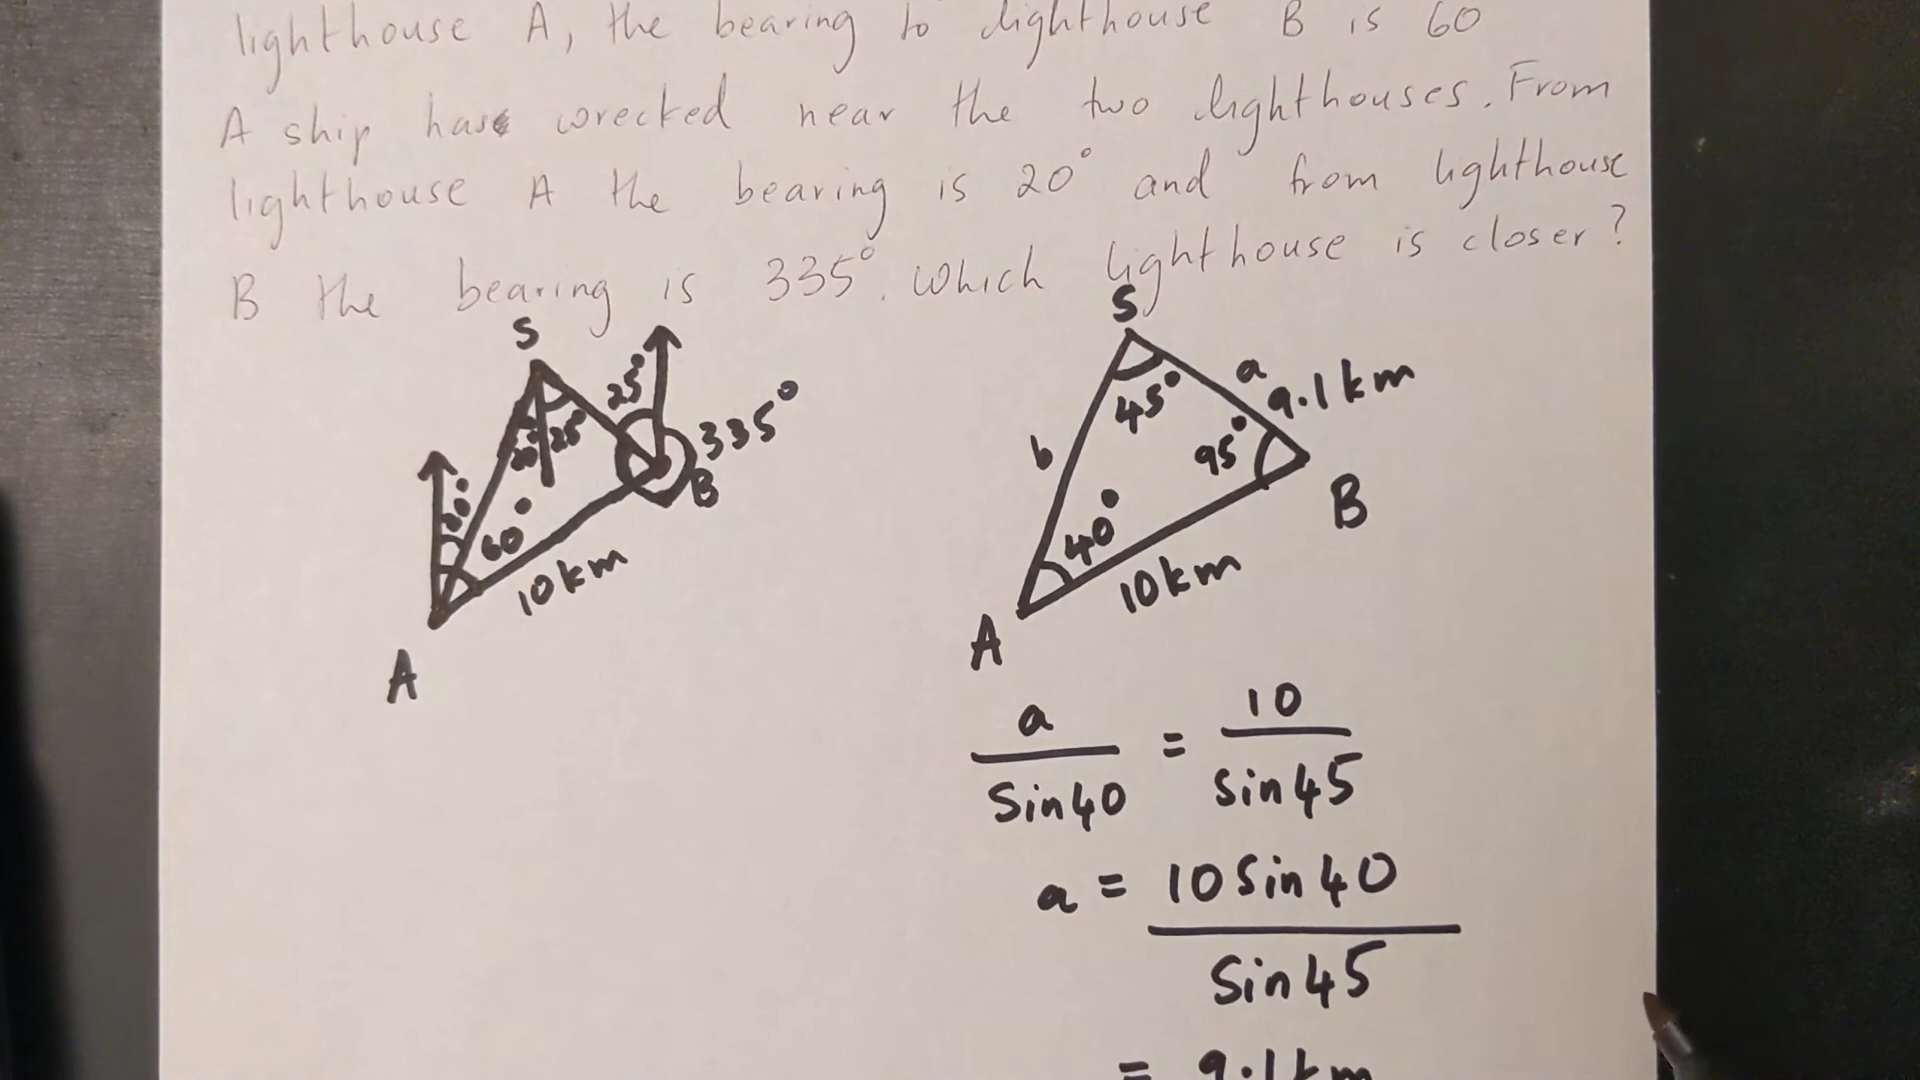 lighthouse A, the bearing to lighthouse B is 60
A ship has wrecked near the two lighthouses. From
lighthouse A the bearing is 20° and from lighthouse
B the bearing is 335°. which lighthouse is closer?
S
25°
335°
20° 25°
B
20°
60°
10km
A
S
45°
a
9.1km
b
95°
B
40°
10km
A
a/Sin40 = 10/Sin45
a = 10Sin40/Sin45
= 9.1km